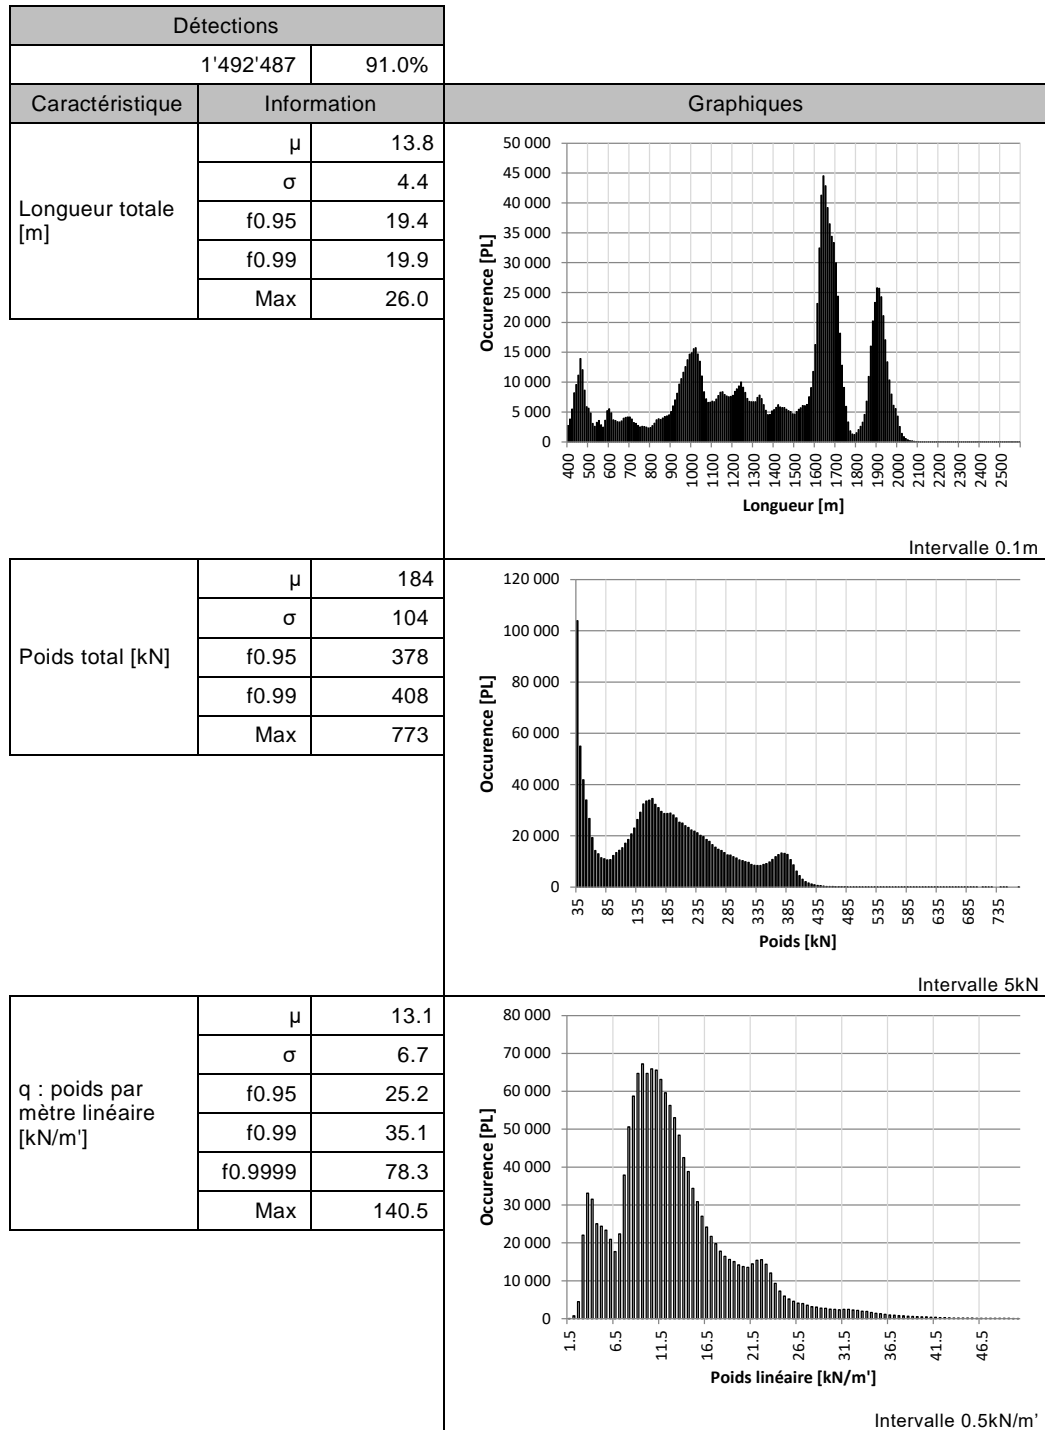 Détections
1'492'487 91.0%
Caractéristique Information Graphiques
Longueur totale [m]
µ 13.8
σ 4.4
f0.95 19.4
f0.99 19.9
Max 26.0
Occurence [PL]
50 000
45 000
40 000
35 000
30 000
25 000
20 000
15 000
10 000
5 000
0
400 500 600 700 800 900 1000 1100 1200 1300 1400 1500 1600 1700 1800 1900 2000 2100 2200 2300 2400 2500
Longueur [m]
Intervalle 0.1m
Poids total [kN]
µ 184
σ 104
f0.95 378
f0.99 408
Max 773
Occurence [PL]
120 000
100 000
80 000
60 000
40 000
20 000
0
35 85 135 185 235 285 335 385 435 485 535 585 635 685 735
Poids [kN]
Intervalle 5kN
q : poids par
mètre linéaire
[kN/m']
µ 13.1
σ 6.7
f0.95 25.2
f0.99 35.1
f0.9999 78.3
Max 140.5
Occurence [PL]
80 000
70 000
60 000
50 000
40 000
30 000
20 000
10 000
0
1.5 6.5 11.5 16.5 21.5 26.5 31.5 36.5 41.5 46.5
Poids linéaire [kN/m']
Intervalle 0.5kN/m’